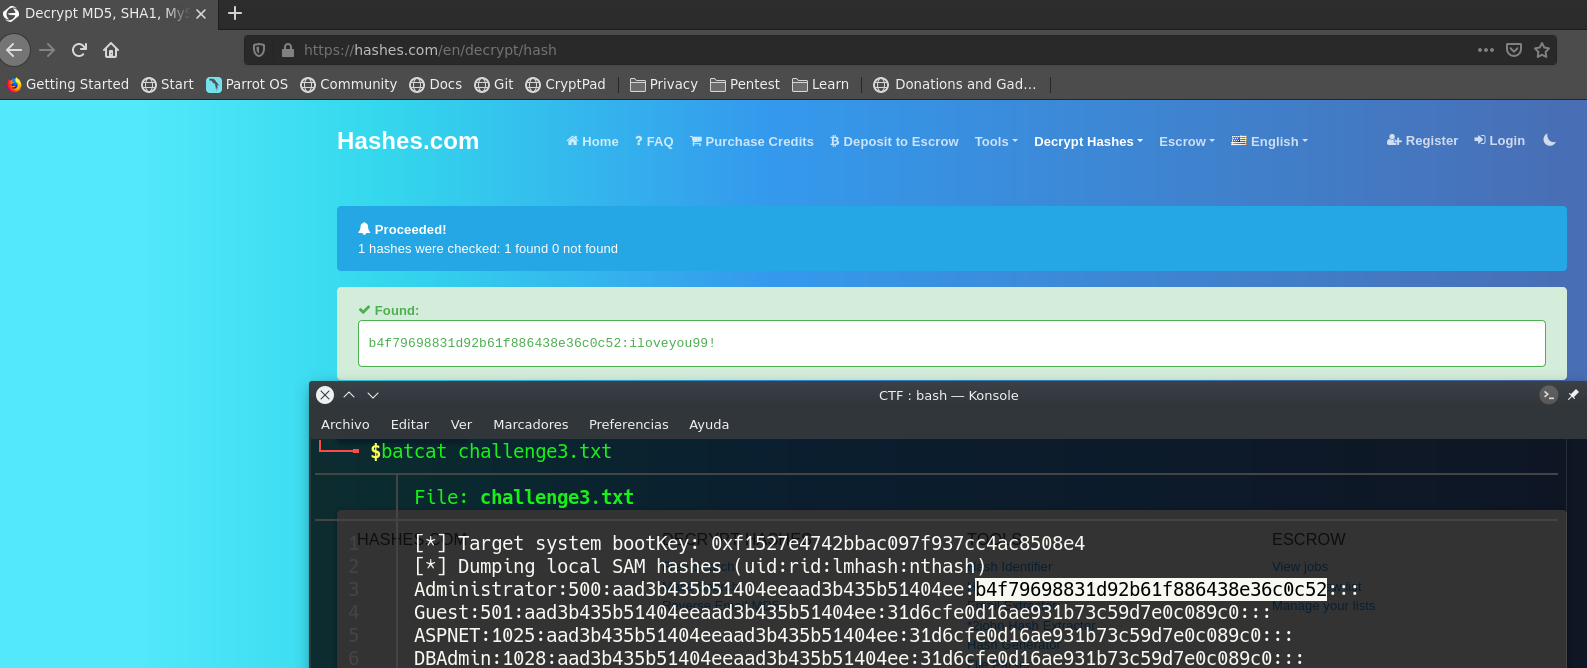 Decrypt MD5, SHA1, MyS
https://hashes.com/en/decrypt/hash
Getting Started Start Parrot OS Community Docs Git CryptPad Privacy Pentest Learn Donations and Gad...
Hashes.com
Home FAQ Purchase Credits Deposit to Escrow Tools Decrypt Hashes Escrow English Register Login
Proceeded!
1 hashes were checked: 1 found 0 not found
Found:
b4f79698831d92b61f886438e36c0c52:iloveyou99!
CTF : bash — Konsole
Archivo Editar Ver Marcadores Preferencias Ayuda
$batcat challenge3.txt
File: challenge3.txt
1 [*] Target system bootKey: 0xf1527e4742bbac097f937cc4ac8508e4
2 [*] Dumping local SAM hashes (uid:rid:lmhash:nthash)
3 Administrator:500:aad3b435b51404eeaad3b435b51404ee:b4f79698831d92b61f886438e36c0c52:::
4 Guest:501:aad3b435b51404eeaad3b435b51404ee:31d6cfe0d16ae931b73c59d7e0c089c0:::
5 ASPNET:1025:aad3b435b51404eeaad3b435b51404ee:31d6cfe0d16ae931b73c59d7e0c089c0:::
6 DBAdmin:1028:aad3b435b51404eeaad3b435b51404ee:31d6cfe0d16ae931b73c59d7e0c089c0:::
ESCROW
View jobs
Manage your lists